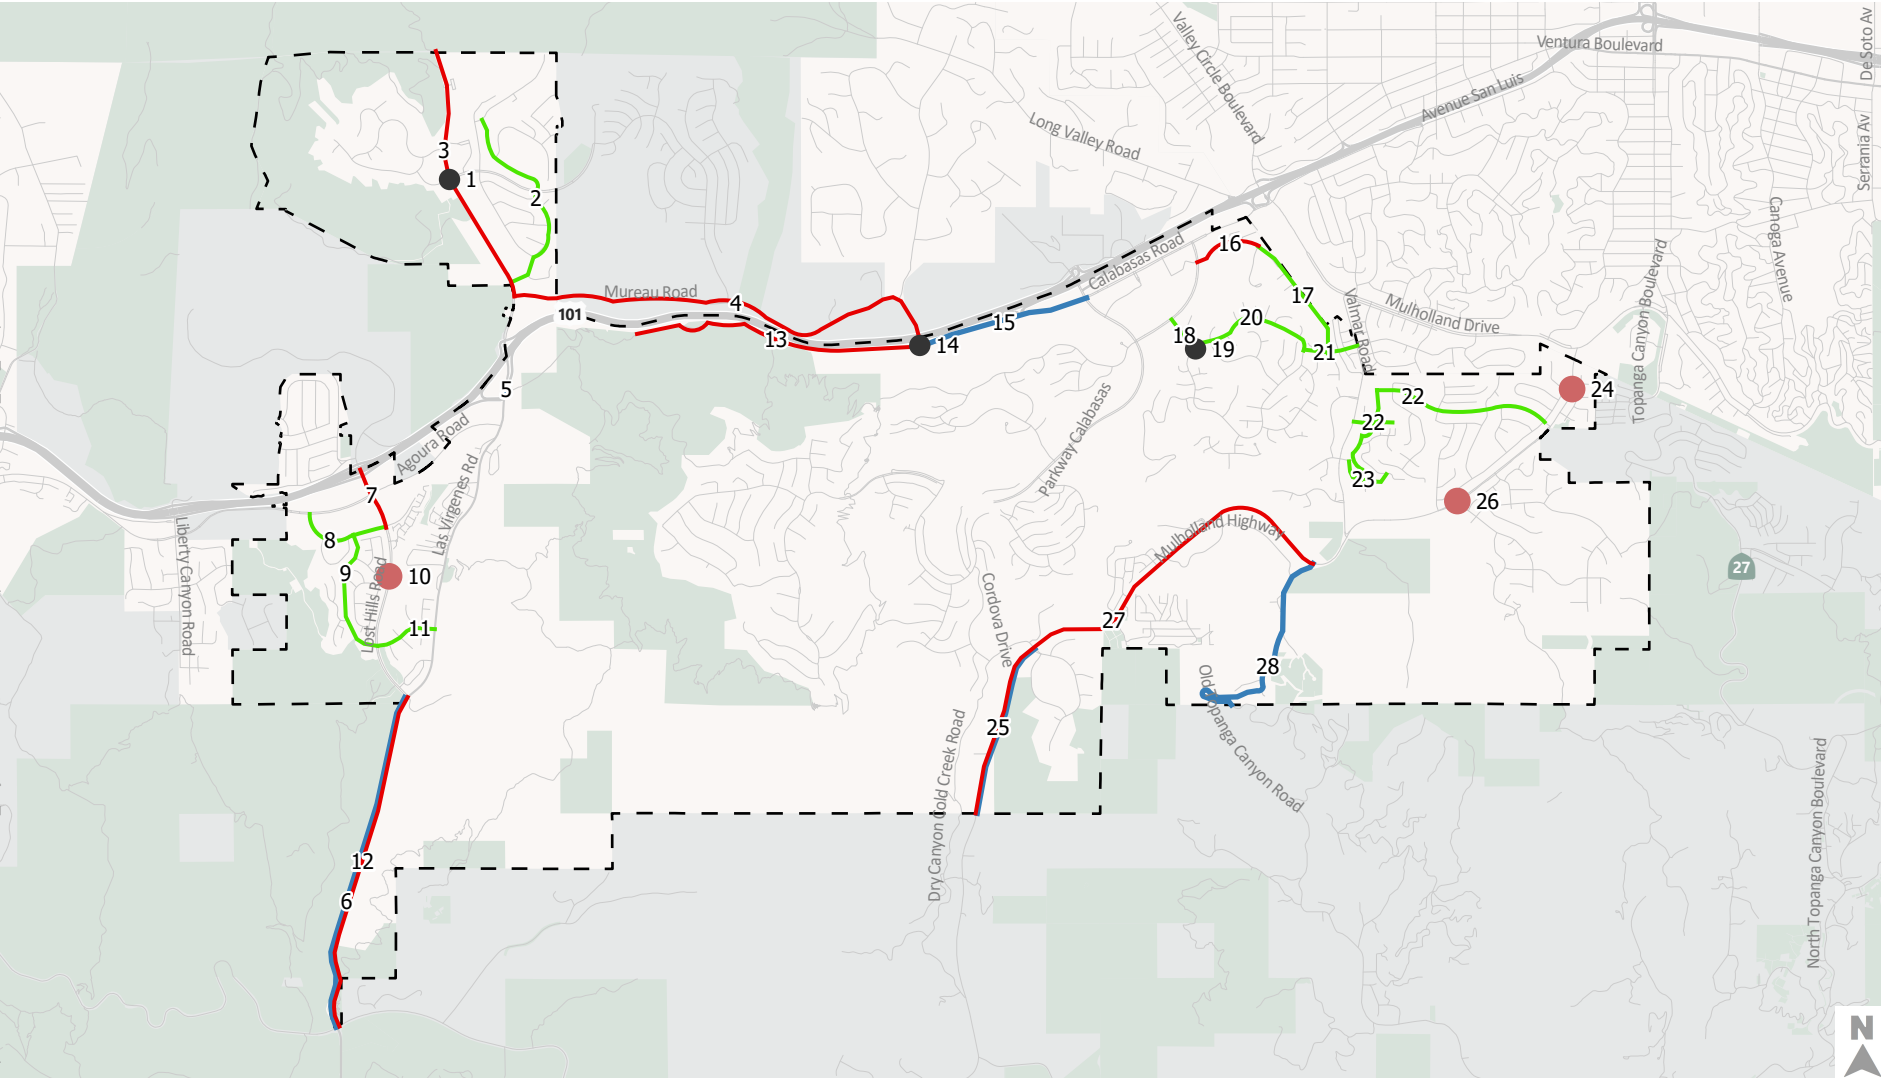 Ventura Boulevard
De Soto Av
Valley Circle Boulevard
Avenue San Luis
Long Valley Road
Serrania Av
3
1
2
Canoga Avenue
16
Calabasas Road
Topanga Canyon Boulevard
Mureau Road
4
17
101
15
Mulholland Drive
Valmar Road
20
13
14
18
19
21
5
24
22
Parkway Calabasas
22
Agoura Road
23
7
26
Las Virgenes Rd
Liberty Canyon Road
Mulholland Highway
8
27
9
10
Lost Hills Road
Cordova Drive
27
11
28
Old Topanga Canyon Road
25
Dry Canyon Cold Creek Road
North Topanga Canyon Boulevard
12
6
N